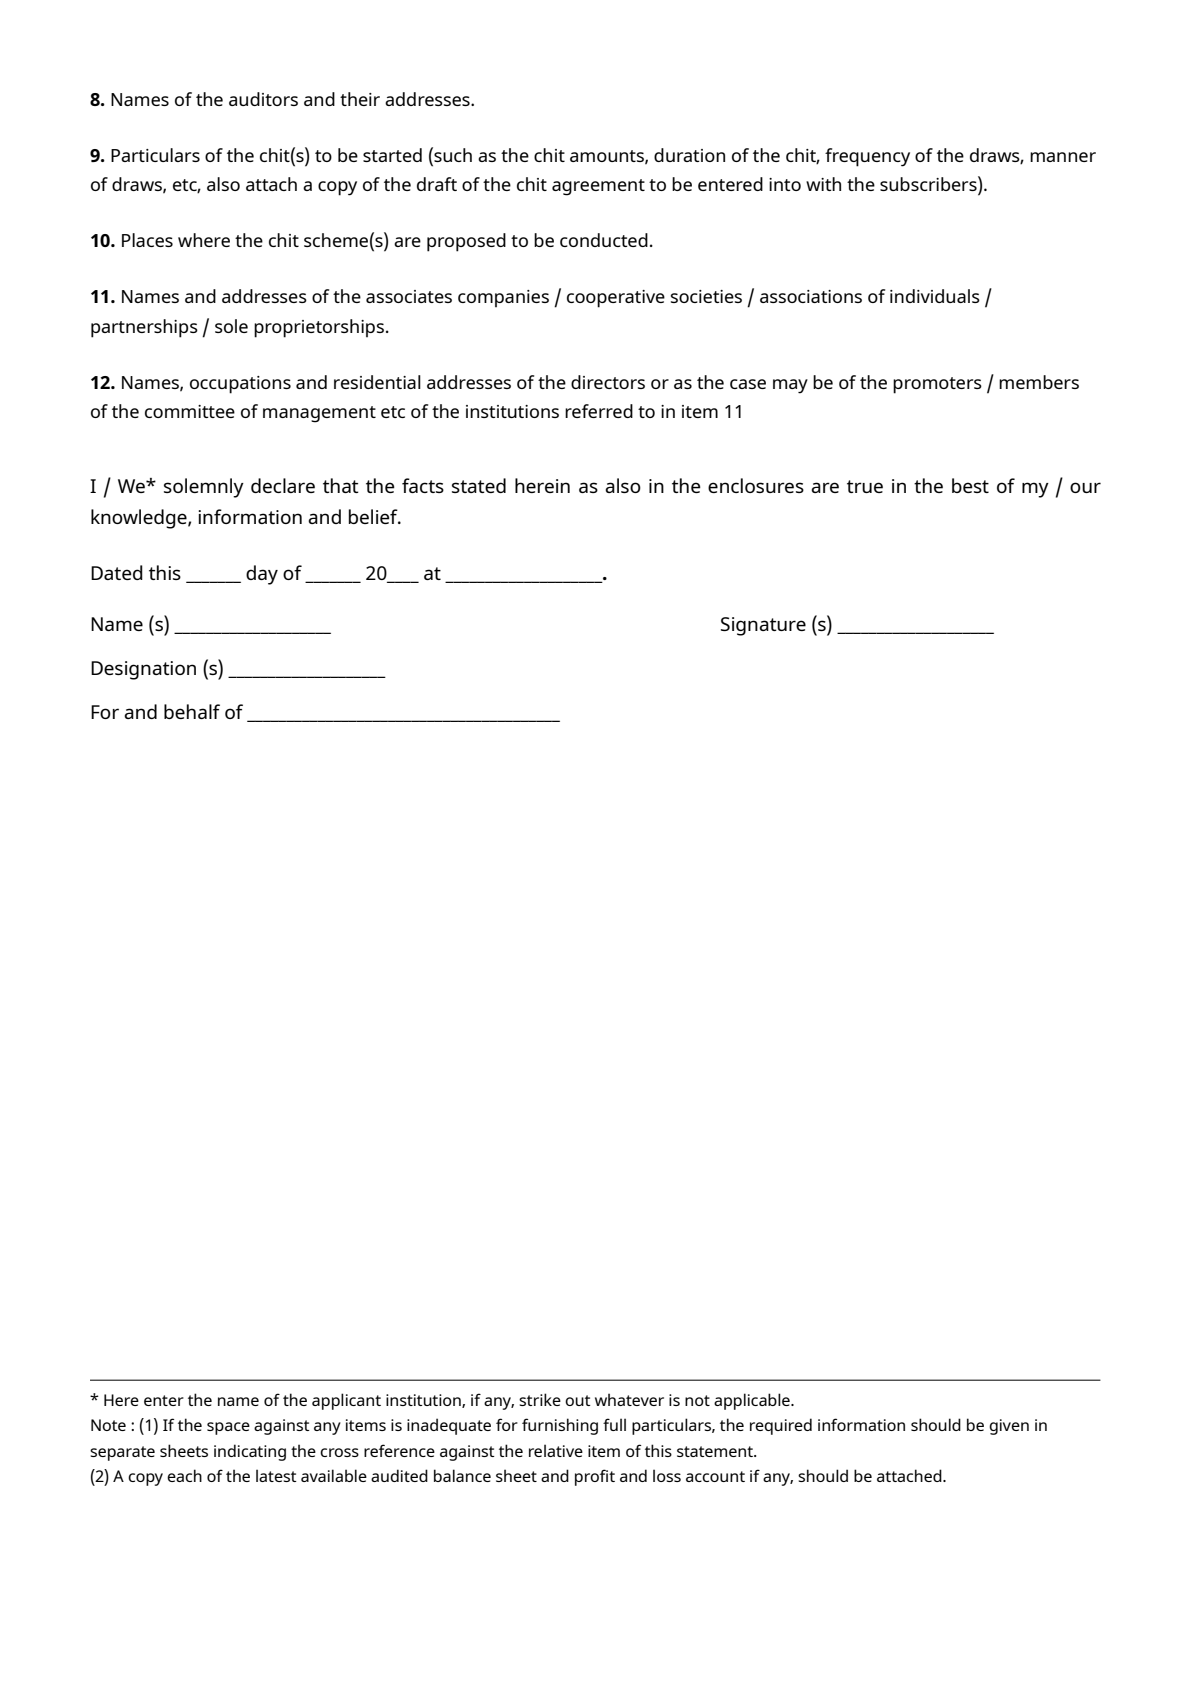 8. Names of the auditors and their addresses.
9. Particulars of the chit(s) to be started (such as the chit amounts, duration of the chit, frequency of the draws, manner
of draws, etc, also attach a copy of the draft of the chit agreement to be entered into with the subscribers).
10. Places where the chit scheme(s) are proposed to be conducted.
11. Names and addresses of the associates companies / cooperative societies / associations of individuals /
partnerships / sole proprietorships.
12. Names, occupations and residential addresses of the directors or as the case may be of the promoters / members
of the committee of management etc of the institutions referred to in item 11
I / We* solemnly declare that the facts stated herein as also in the enclosures are true in the best of my / our
knowledge, information and belief.
Dated this _______ day of _______ 20____ at ____________________.
Name (s) ____________________ Signature (s) ____________________
Designation (s) ____________________
For and behalf of ________________________________________
* Here enter the name of the applicant institution, if any, strike out whatever is not applicable.
Note : (1) If the space against any items is inadequate for furnishing full particulars, the required information should be given in
separate sheets indicating the cross reference against the relative item of this statement.
(2) A copy each of the latest available audited balance sheet and profit and loss account if any, should be attached.